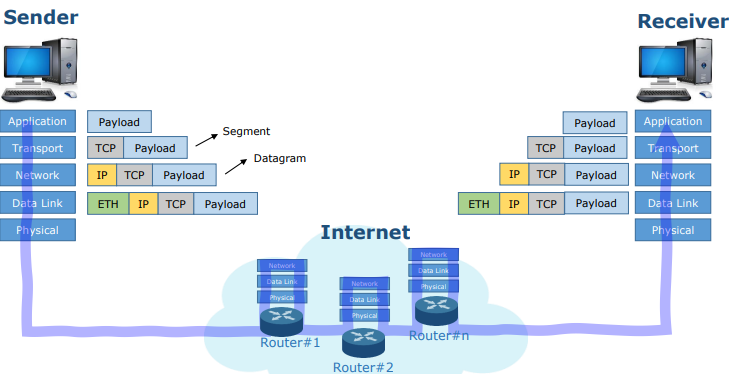 Sender
Receiver
Application
Payload
Segment
Transport
TCP Payload
Datagram
Network
IP TCP Payload
Data Link
ETH IP TCP Payload
Physical
Payload
Application
TCP Payload
Transport
IP TCP Payload
Network
ETH IP TCP Payload
Data Link
Physical
Internet
Network
Data Link
Physical
Router#1
Network
Data Link
Physical
Router#2
Network
Data Link
Physical
Router#n